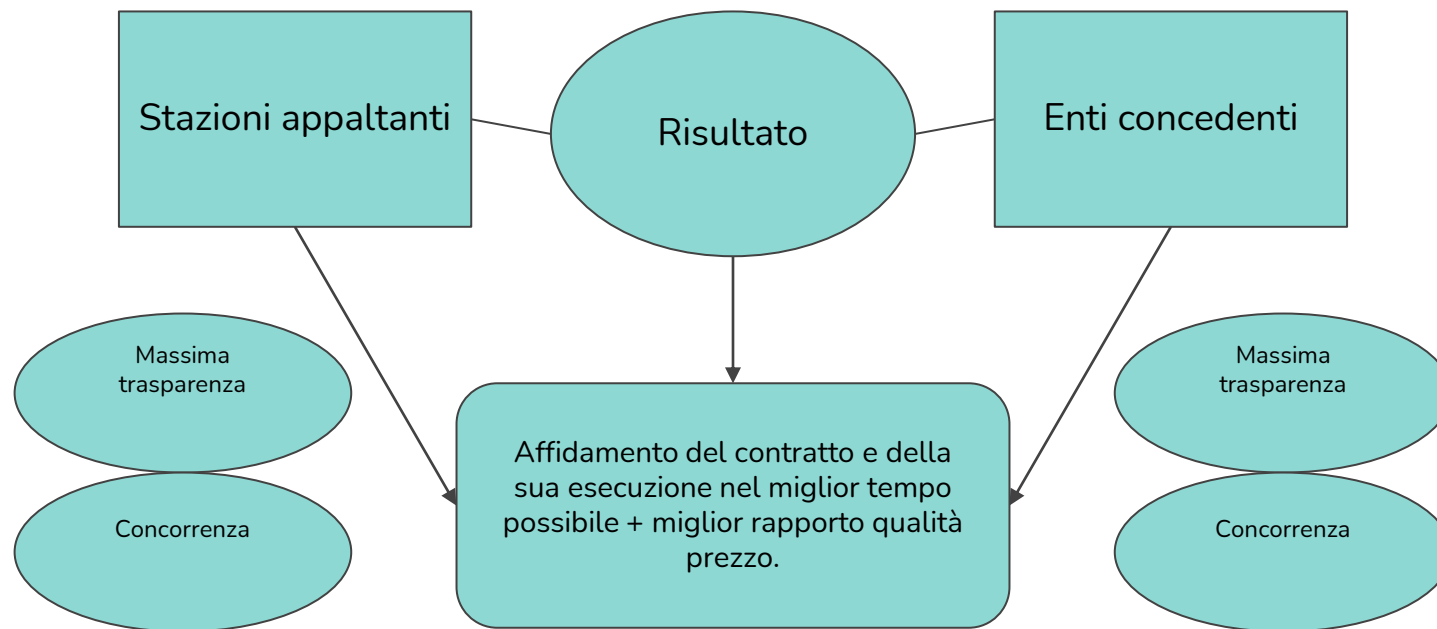 Stazioni appaltanti
Risultato
Enti concedenti
Massima
trasparenza
Concorrenza
Affidamento del contratto e della
sua esecuzione nel miglior tempo
possibile + miglior rapporto qualità
prezzo.
Massima
trasparenza
Concorrenza